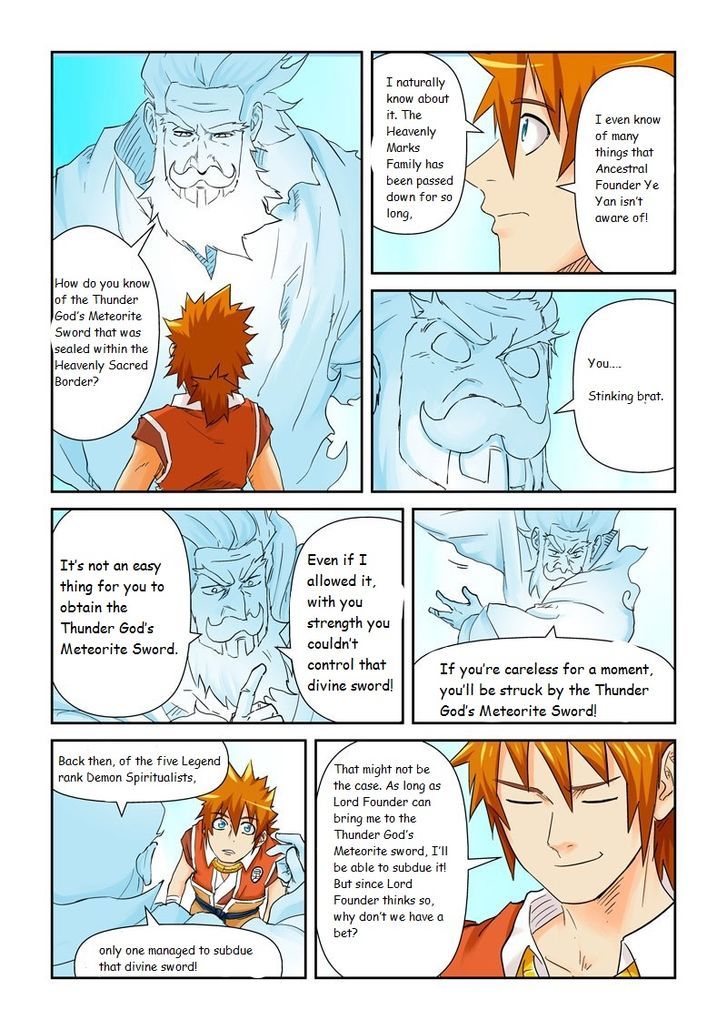 How do you know
of the Thunder
God's Meteorite
Sword that was
sealed within the
Heavenly Sacred
Border?
I naturally
know about
it. The
Heavenly
Marks
Family has
been passed
down for so
long,
I even know
of many
things that
Ancestral
Founder Ye
Yan isn't
aware of!
You....
Stinking brat.
It's not an easy
thing for you to
obtain the
Thunder God's
Meteorite Sword.
Even if I
allowed it,
with you
strength you
couldn't
control that
divine sword!
If you're careless for a moment,
you'll be struck by the Thunder
God's Meteorite Sword!
Back then, of the five Legend
rank Demon Spiritualists,
only one managed to subdue
that divine sword!
That might not be
the case. As long as
Lord Founder can
bring me to the
Thunder God's
Meteorite sword, I'll
be able to subdue it!
But since Lord
Founder thinks so,
why don't we have a
bet?